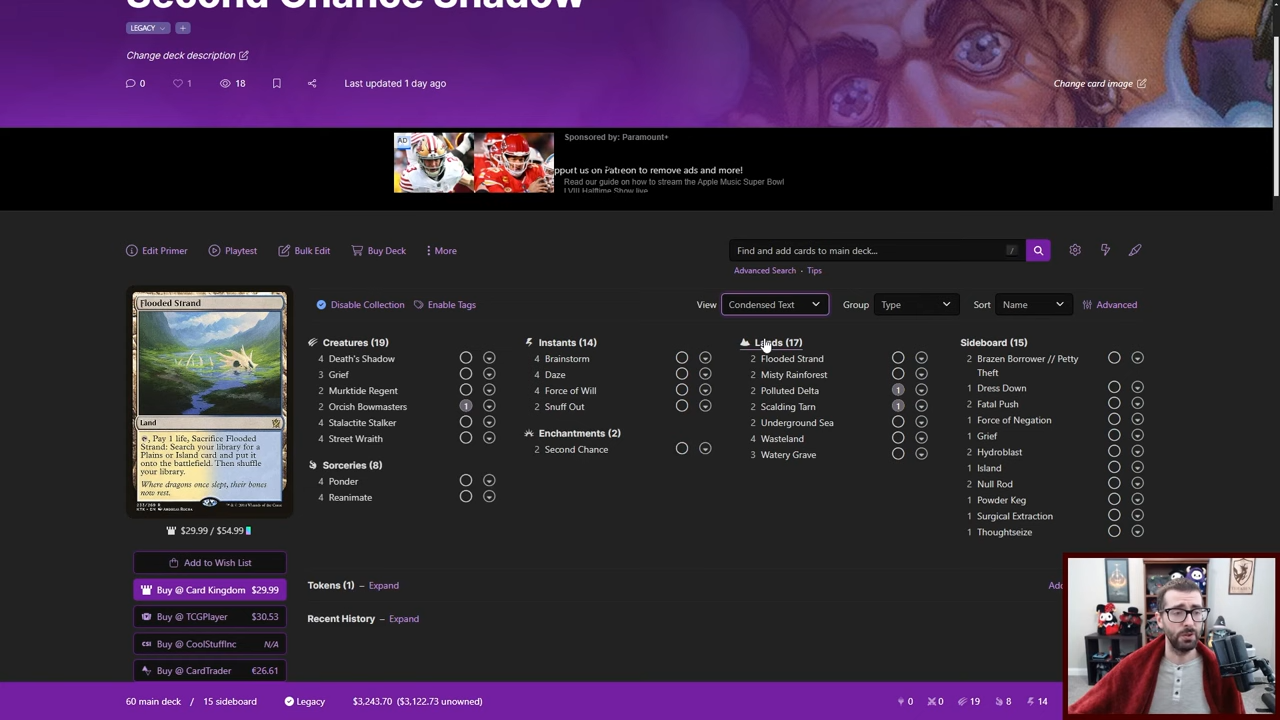 Second Chance Shadow
LEGACY
Change deck description
0
1
18
Last updated 1 day ago
Change card image
AD
Sponsored by: Paramount+
pport us on Patreon to remove ads and more!
Read our guide on how to stream the Apple Music Super Bowl
LVIII Halftime Show live
Edit Primer
Playtest
Bulk Edit
Buy Deck
More
Find and add cards to main deck... /
Advanced Search · Tips
Disable Collection
Enable Tags
View Condensed Text
Group Type
Sort Name
Advanced
Flooded Strand
Land
, Pay 1 life, Sacrifice Flooded
Strand: Search your library for a
Plains or Island card and put it
onto the battlefield. Then shuffle
your library.
Where dragons once slept, their bones
now rest.
$29.99 / $54.99
Add to Wish List
Buy @ Card Kingdom $29.99
Buy @ TCGPlayer $30.53
CSI Buy @ CoolStuffInc N/A
Buy @ CardTrader €26.61
Creatures (19)
4 Death's Shadow
3 Grief
2 Murktide Regent
2 Orcish Bowmasters 1
4 Stalactite Stalker
4 Street Wraith
Sorceries (8)
4 Ponder
4 Reanimate
Instants (14)
4 Brainstorm
4 Daze
4 Force of Will
2 Snuff Out
Enchantments (2)
2 Second Chance
Lands (17)
2 Flooded Strand
2 Misty Rainforest
2 Polluted Delta 1
2 Scalding Tarn 1
2 Underground Sea
4 Wasteland
3 Watery Grave
Sideboard (15)
2 Brazen Borrower // Petty
Theft
1 Dress Down
2 Fatal Push
1 Force of Negation
1 Grief
2 Hydroblast
1 Island
2 Null Rod
1 Powder Keg
1 Surgical Extraction
1 Thoughtseize
Tokens (1) – Expand
Add
Recent History – Expand
60 main deck / 15 sideboard
Legacy
$3,243.70 ($3,122.73 unowned)
0
0
19
8
14